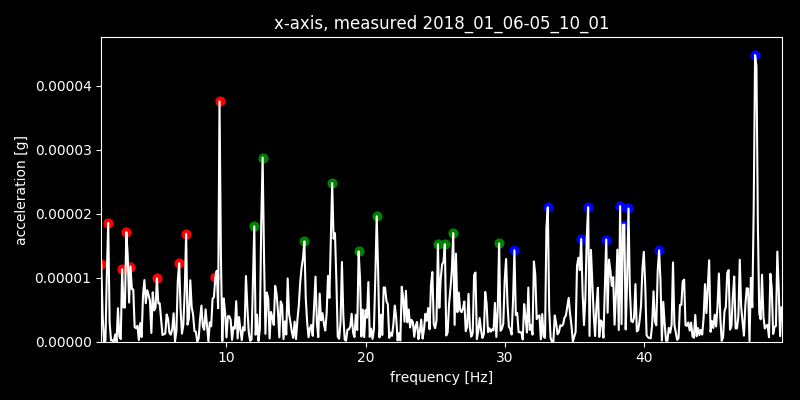 x-axis, measured 2018_01_06-05_10_01
acceleration [g]
0.00004
0.00003
0.00002
0.00001
0.00000
10 20 30 40
frequency [Hz]